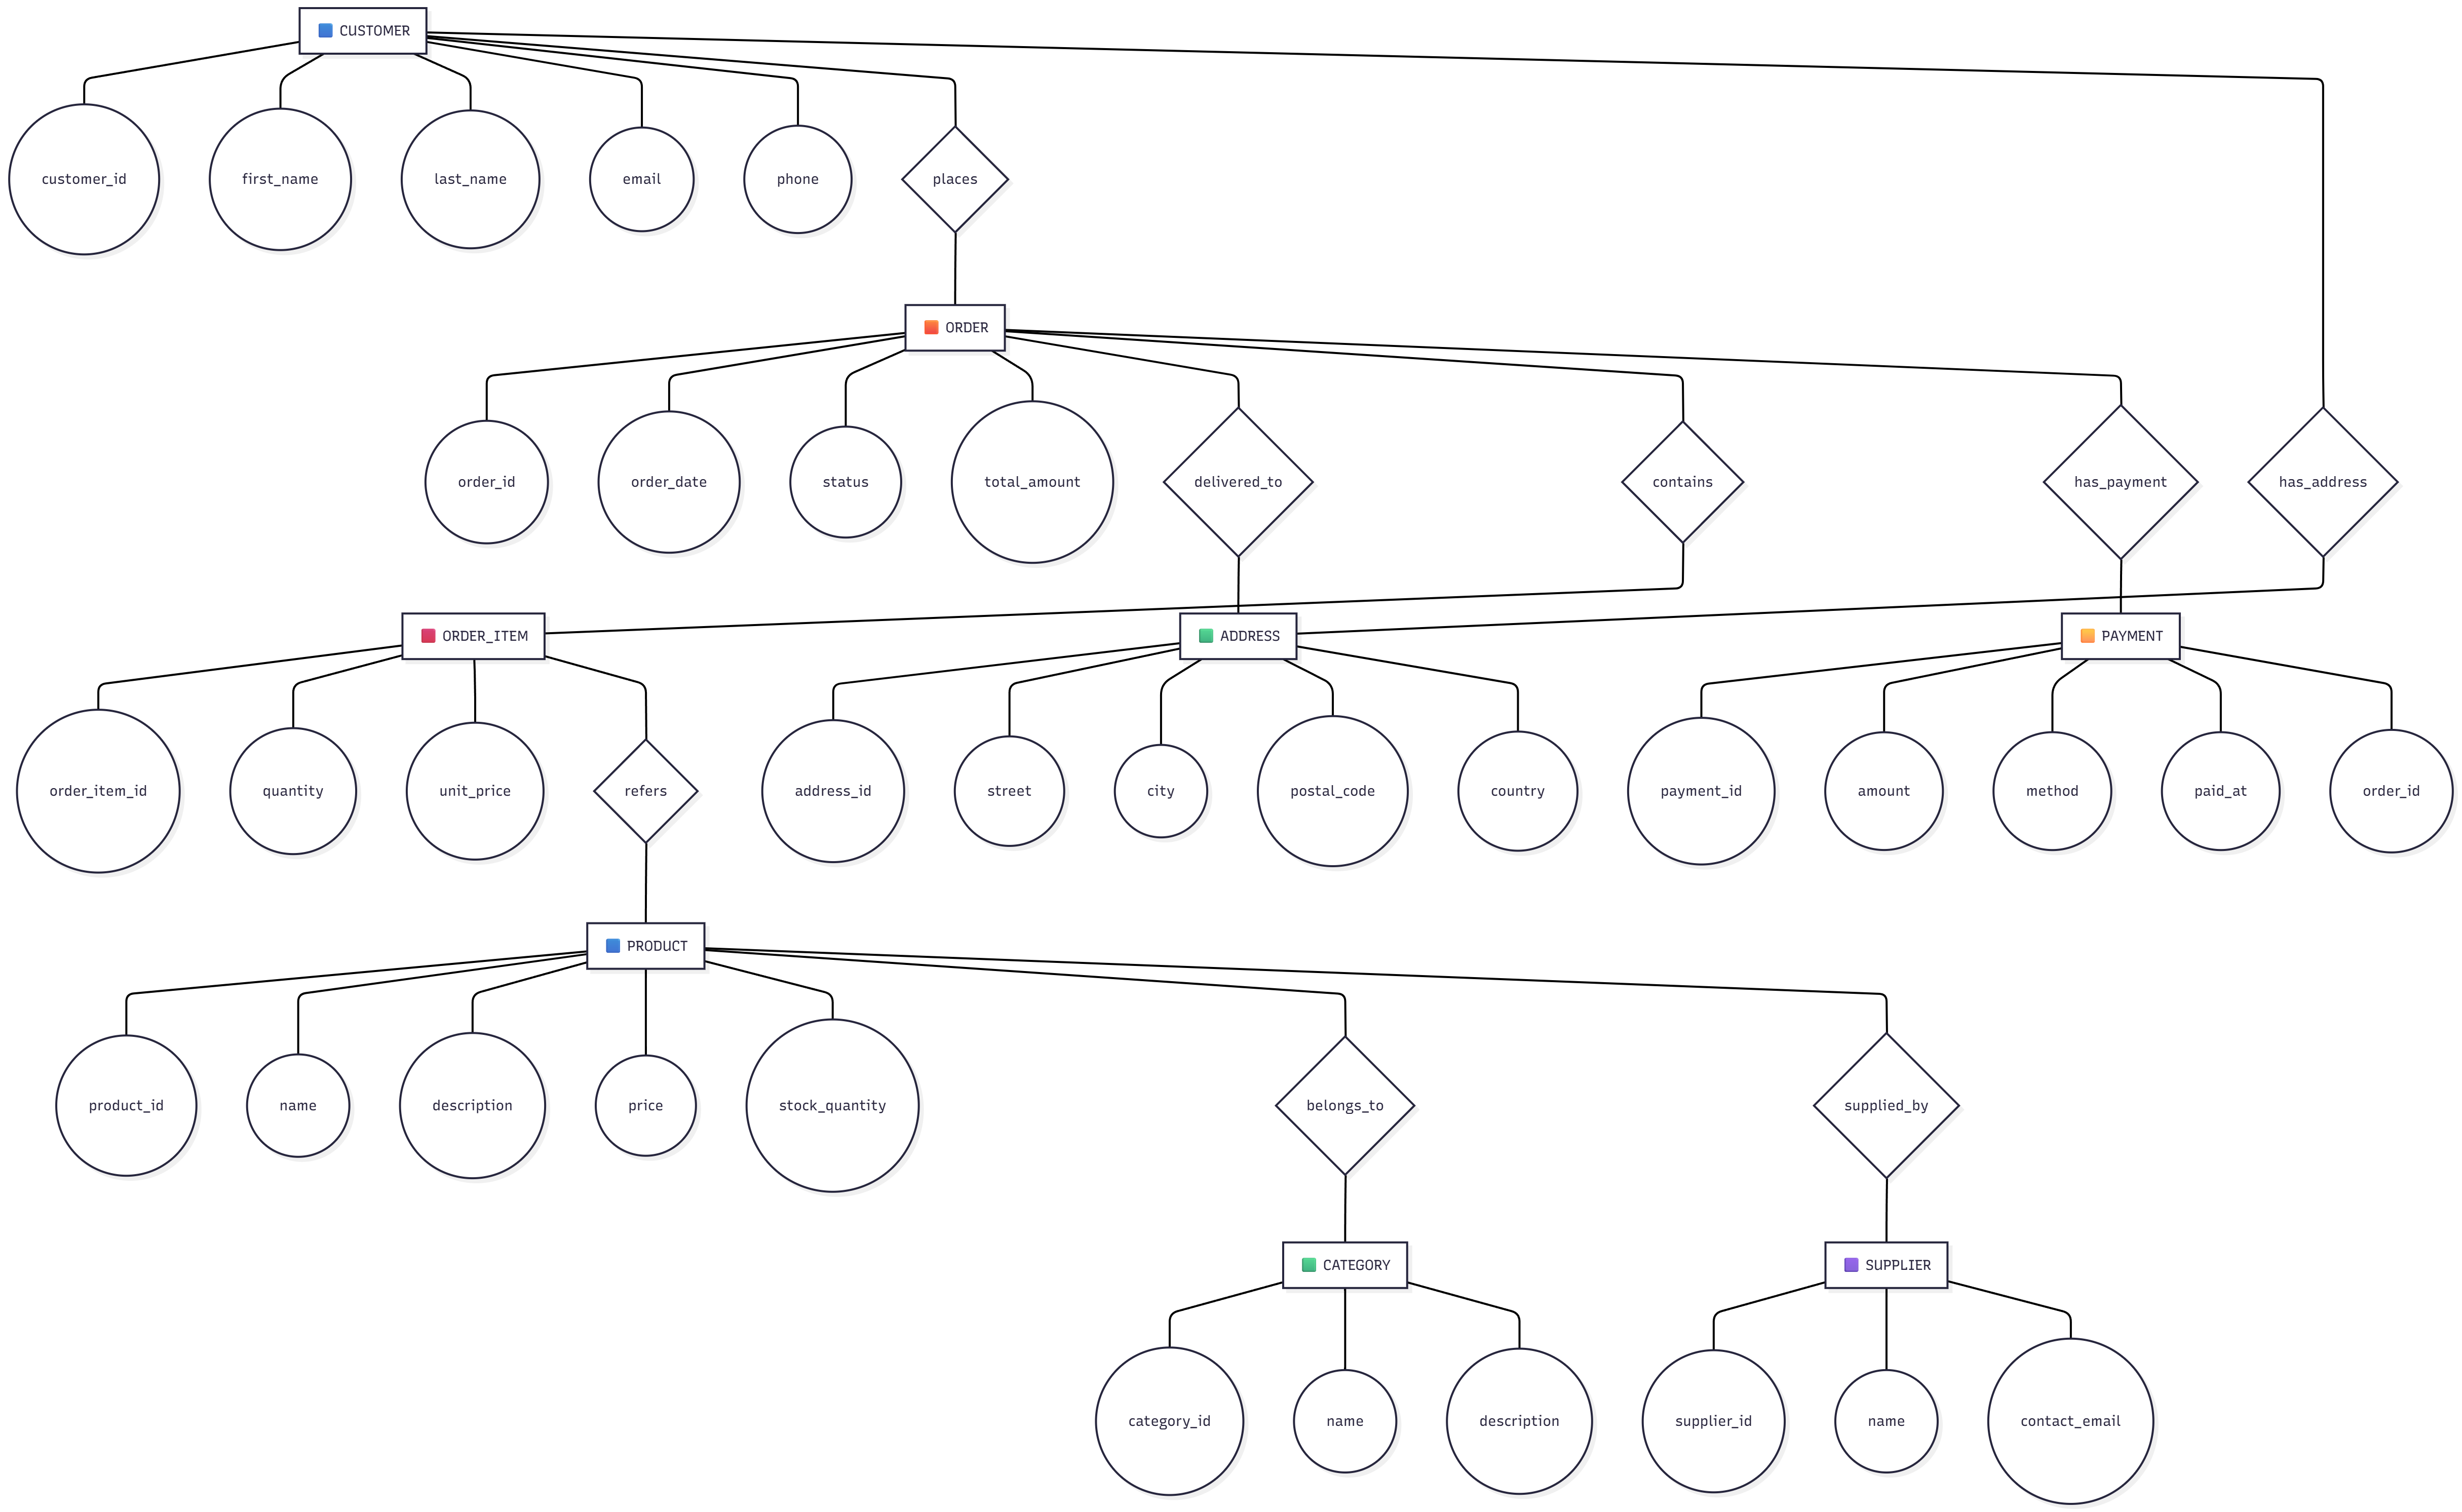 CUSTOMER
customer_id
first_name
last_name
email
phone
places
ORDER
order_id
order_date
status
total_amount
delivered_to
contains
has_payment
has_address
ORDER_ITEM
ADDRESS
PAYMENT
order_item_id
quantity
unit_price
refers
address_id
street
city
postal_code
country
payment_id
amount
method
paid_at
order_id
PRODUCT
product_id
name
description
price
stock_quantity
belongs_to
supplied_by
CATEGORY
SUPPLIER
category_id
name
description
supplier_id
name
contact_email